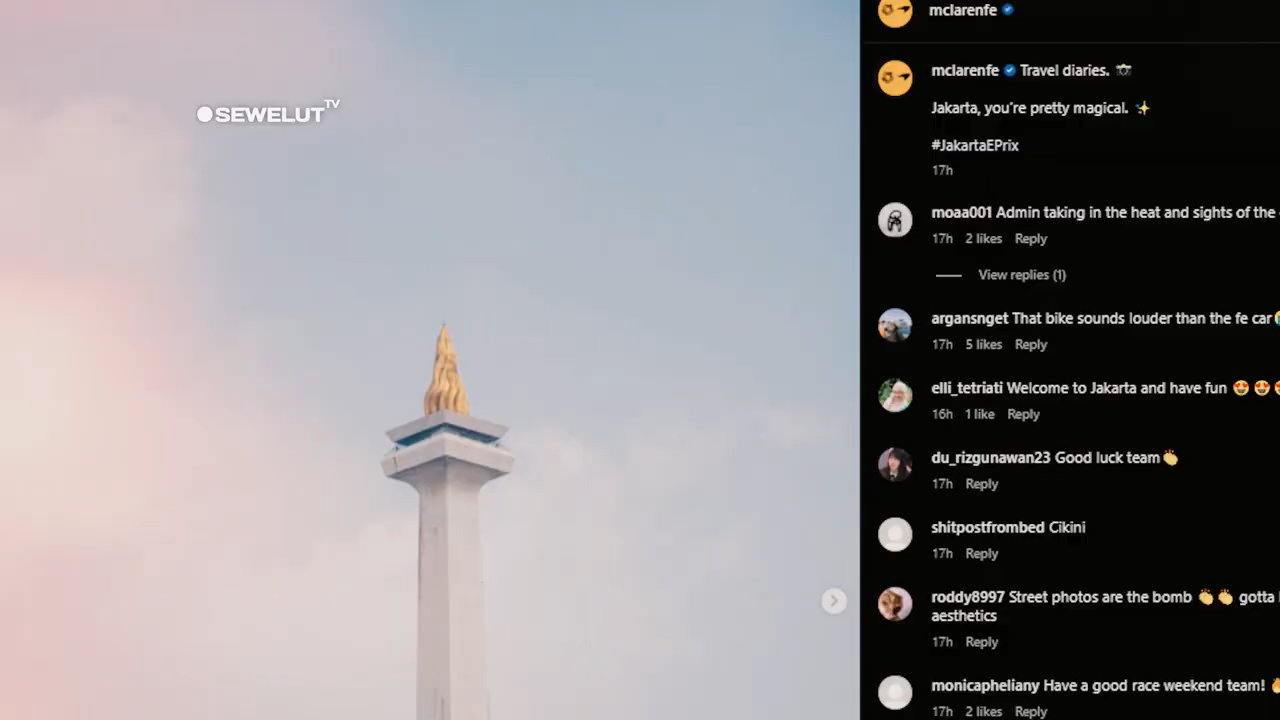 mclarenfe
SEWELUT TV
mclarenfe Travel diaries.
Jakarta, you're pretty magical.
#JakartaEPrix
17h
moaa001 Admin taking in the heat and sights of the
17h 2 likes Reply
View replies (1)
argansnget That bike sounds louder than the fe car
17h 5 likes Reply
elli_tetriati Welcome to Jakarta and have fun
16h 1 like Reply
du_rizgunawan23 Good luck team
17h Reply
shitpostfrombed Cikini
17h Reply
roddy8997 Street photos are the bomb gotta
aesthetics
17h Reply
monicapheliany Have a good race weekend team!
17h 2 likes Reply